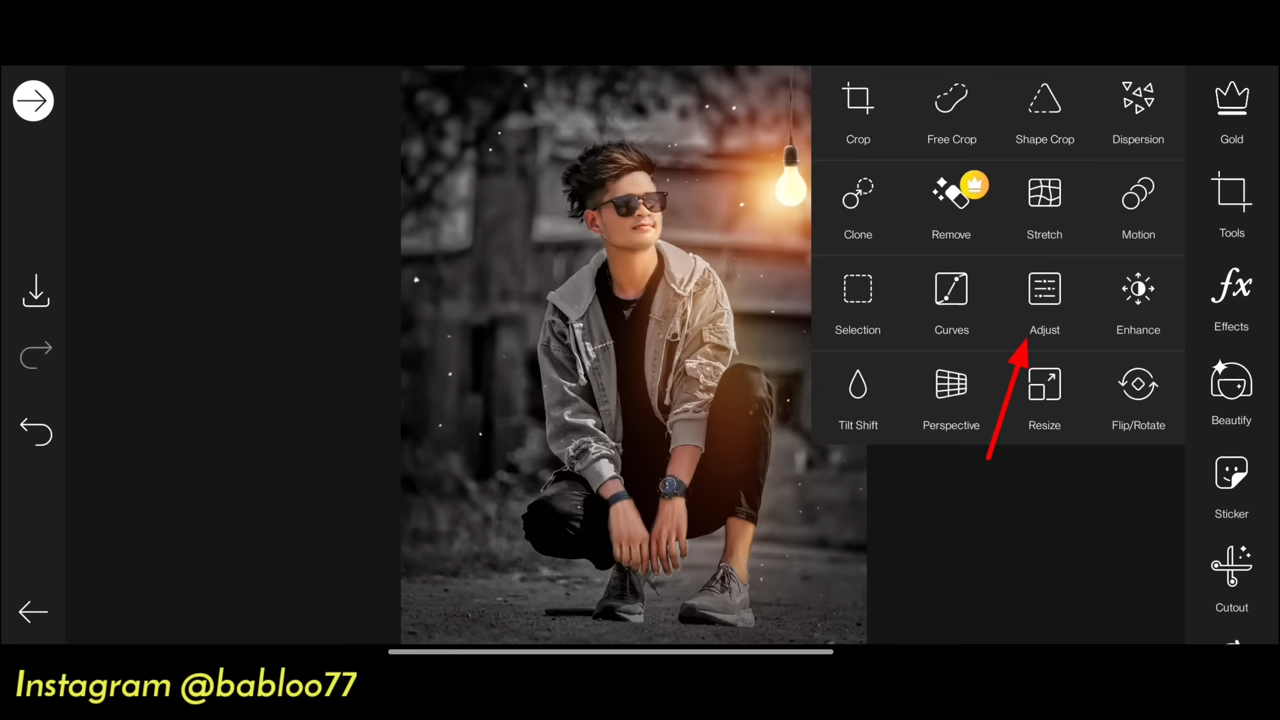 Crop Free Crop Shape Crop Dispersion
Gold
Clone Remove Stretch Motion
Tools
Selection Curves Adjust Enhance
Effects
Tilt Shift Perspective Resize Flip/Rotate
Beautify
Sticker
Cutout
Instagram @babloo77